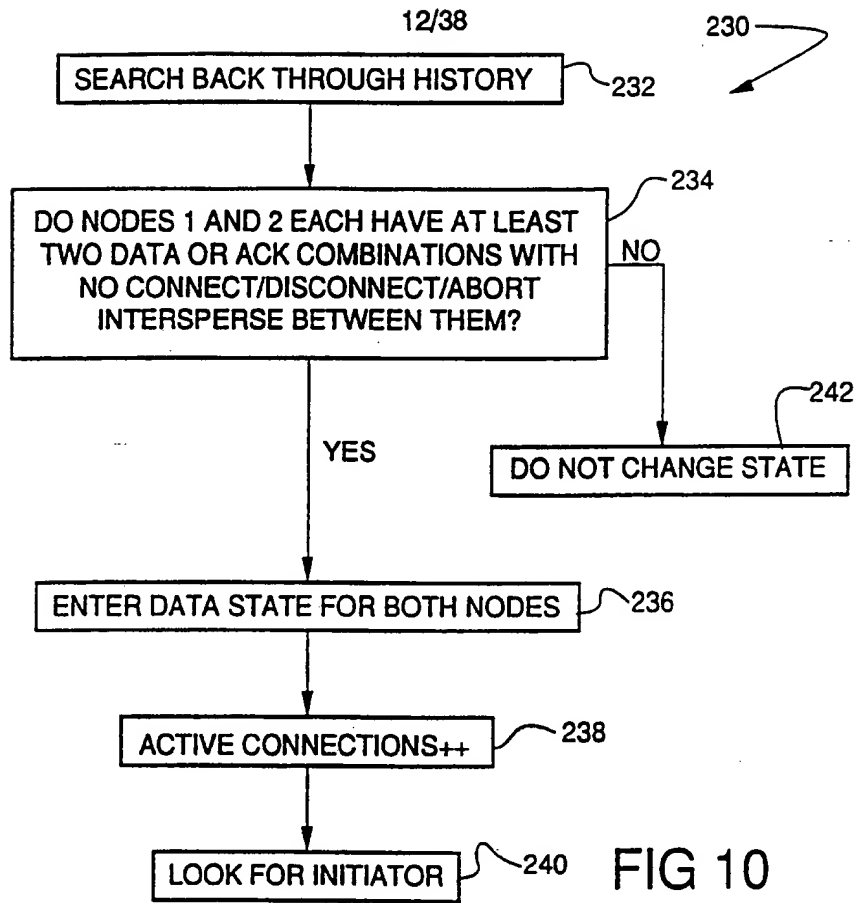 12/38
230
SEARCH BACK THROUGH HISTORY
232
234
DO NODES 1 AND 2 EACH HAVE AT LEAST
TWO DATA OR ACK COMBINATIONS WITH
NO CONNECT/DISCONNECT/ABORT
INTERSPERSE BETWEEN THEM?
NO
242
YES
DO NOT CHANGE STATE
ENTER DATA STATE FOR BOTH NODES
236
ACTIVE CONNECTIONS++
238
LOOK FOR INITIATOR
240
FIG 10